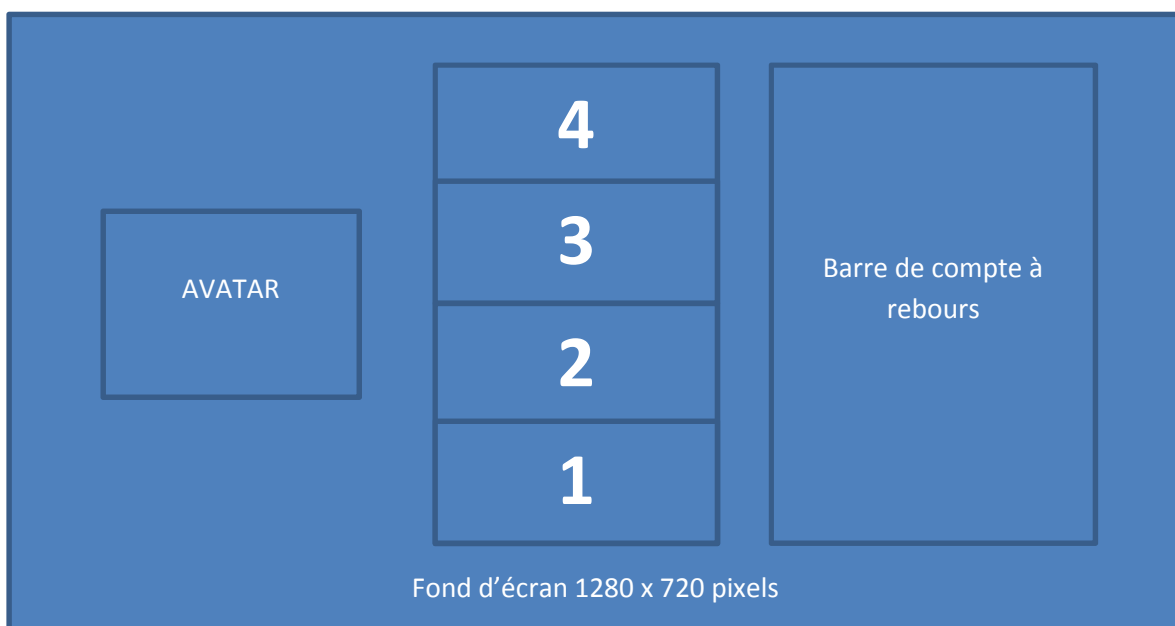 AVATAR
4
3
2
1
Barre de compte à
rebours
Fond d’écran 1280 x 720 pixels